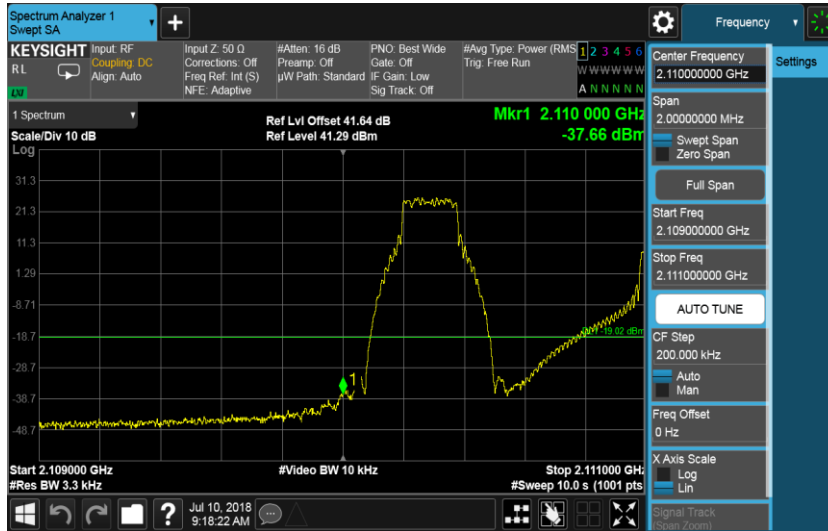 Spectrum Analyzer 1
Swept SA
+
Frequency
KEYSIGHT
RL
LXI
Input: RF
Coupling: DC
Align: Auto
Input Z: 50 Ω
Corrections: Off
Freq Ref: Int (S)
NFE: Adaptive
#Atten: 16 dB
Preamp: Off
µW Path: Standard
PNO: Best Wide
Gate: Off
IF Gain: Low
Sig Track: Off
#Avg Type: Power (RMS
Trig: Free Run
1 2 3 4 5 6
W W W W W W
A N N N N N
Center Frequency
2.110000000 GHz
Settings
1 Spectrum
Scale/Div 10 dB
Ref Lvl Offset 41.64 dB
Ref Level 41.29 dBm
Mkr1 2.110 000 GHz
-37.66 dBm
Log
31.3
21.3
11.3
1.29
-8.71
-18.7
-28.7
-38.7
-48.7
-19.02 dBm
1
Start 2.109000 GHz
#Res BW 3.3 kHz
#Video BW 10 kHz
Stop 2.111000 GHz
#Sweep 10.0 s (1001 pts
Span
2.00000000 MHz
Swept Span
Zero Span
Full Span
Start Freq
2.109000000 GHz
Stop Freq
2.111000000 GHz
AUTO TUNE
CF Step
200.000 kHz
Auto
Man
Freq Offset
0 Hz
X Axis Scale
Log
Lin
Signal Track
(Span Zoom)
?
Jul 10, 2018
9:18:22 AM